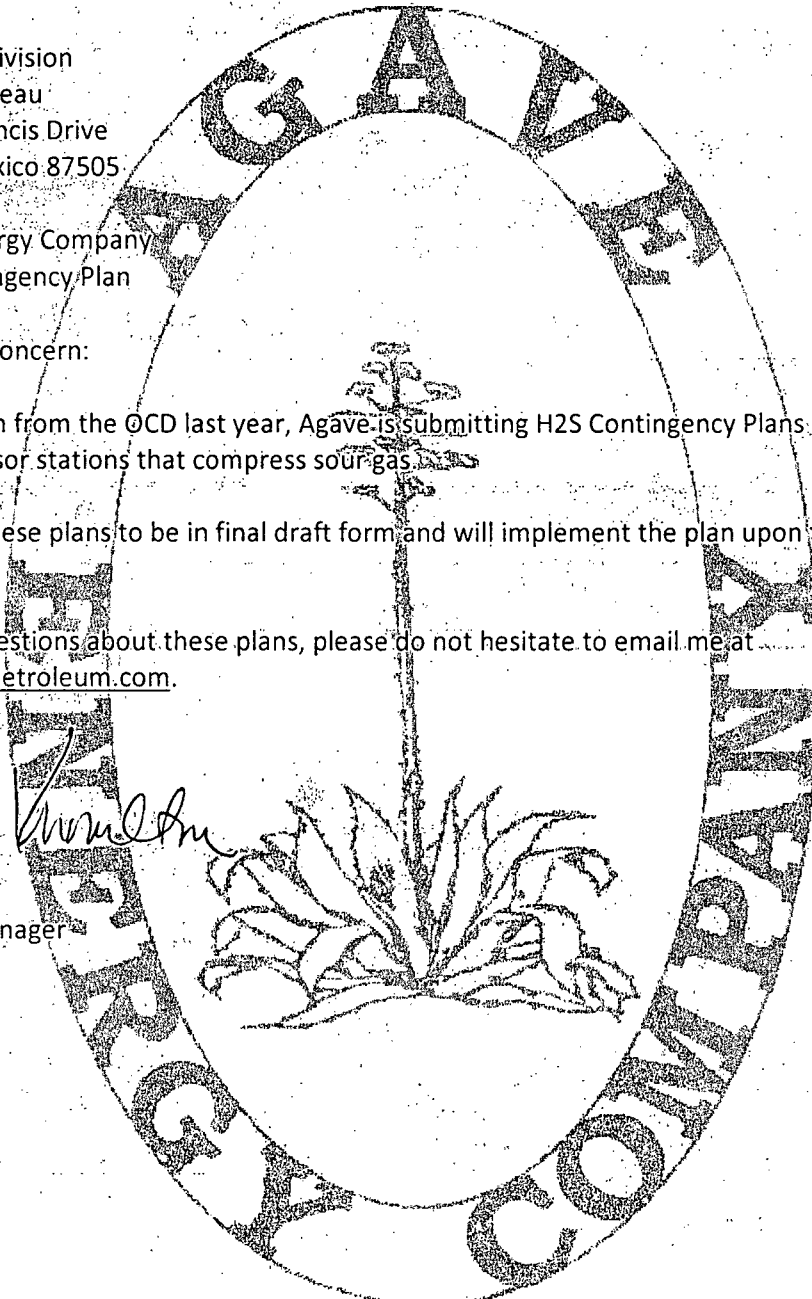 AGAVE
ENERGY COMPANY
ivision
eau
ncis Drive
xico 87505
rgy Company
ngency Plan
oncern:
n from the OCD last year, Agave is submitting H2S Contingency Plans
sor stations that compress sour gas.
ese plans to be in final draft form and will implement the plan upon
estions about these plans, please do not hesitate to email me at
etroleum.com.
nager